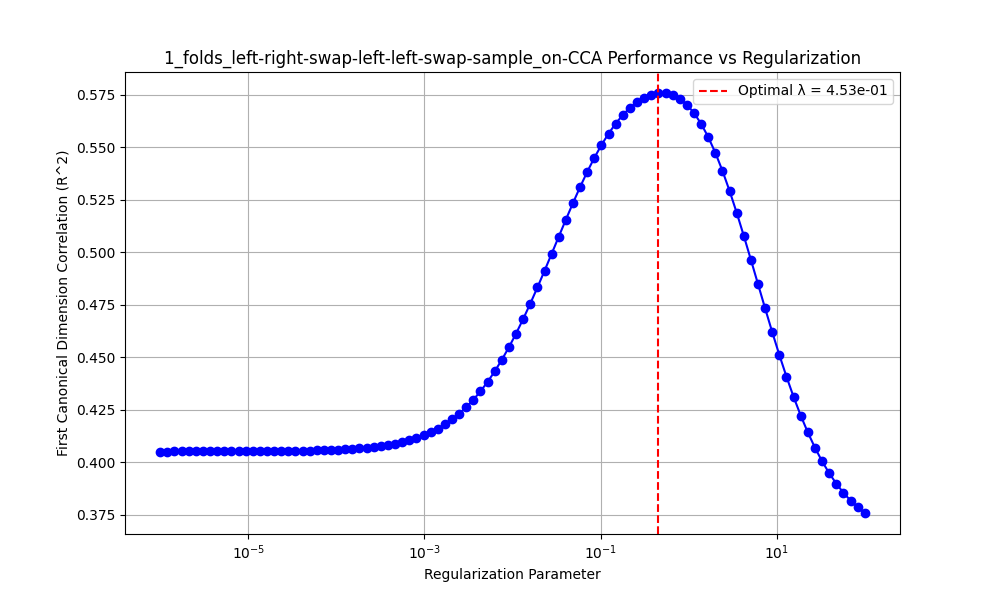 1_folds_left-right-swap-left-left-swap-sample_on-CCA Performance vs Regularization
Optimal λ = 4.53e-01
First Canonical Dimension Correlation (R^2)
0.575
0.550
0.525
0.500
0.475
0.450
0.425
0.400
0.375
10^-5 10^-3 10^-1 10^1
Regularization Parameter